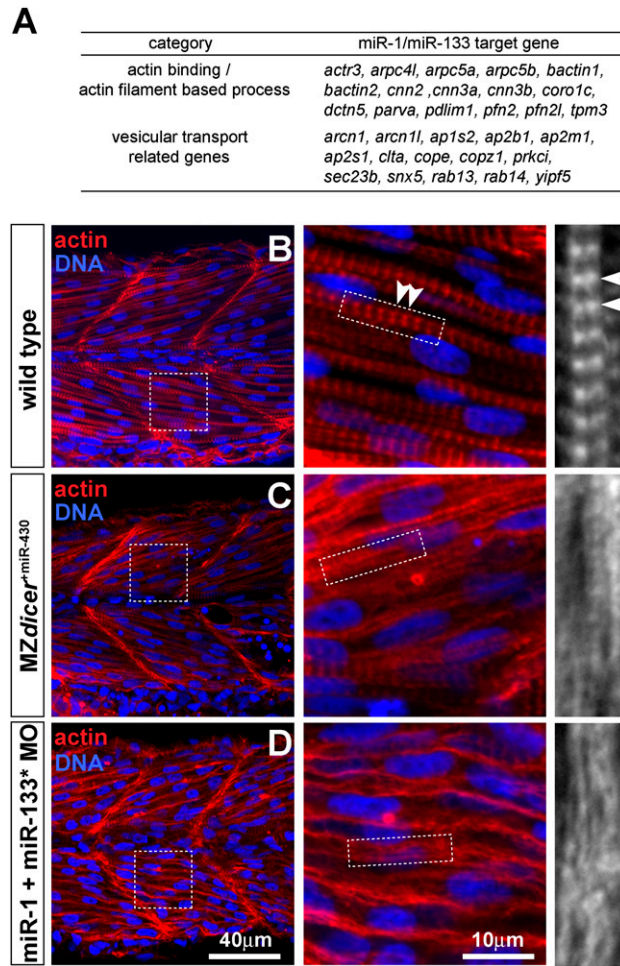 A
category miR-1/miR-133 target gene
actin binding / actr3, arpc4l, arpc5a, arpc5b, bactin1,
actin filament based process bactin2, cnn2 ,cnn3a, cnn3b, coro1c,
dctn5, parva, pdlim1, pfn2, pfn2l, tpm3
vesicular transport arcn1, arcn1l, ap1s2, ap2b1, ap2m1,
related genes ap2s1, clta, cope, copz1, prkci,
sec23b, snx5, rab13, rab14, yipf5
wild type
actin
DNA
B
MZdicer+miR-430
actin
DNA
C
miR-1 + miR-133* MO
actin
DNA
D
40μm
10μm